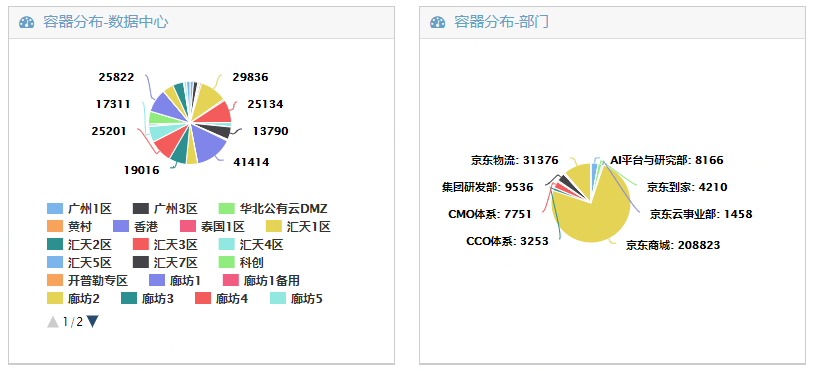 容器分布-数据中心
25822
29836
17311
25134
25201
13790
19016
41414
广州1区 广州3区 华北公有云DMZ
黄村 香港 泰国1区 汇天1区
汇天2区 汇天3区 汇天4区
汇天5区 汇天7区 科创
开普勒专区 廊坊1 廊坊1备用
廊坊2 廊坊3 廊坊4 廊坊5
1/2
容器分布-部门
京东物流: 31376
AI平台与研究部: 8166
集团研发部: 9536
京东到家: 4210
CMO体系: 7751
京东云事业部: 1458
CCO体系: 3253
京东商城: 208823